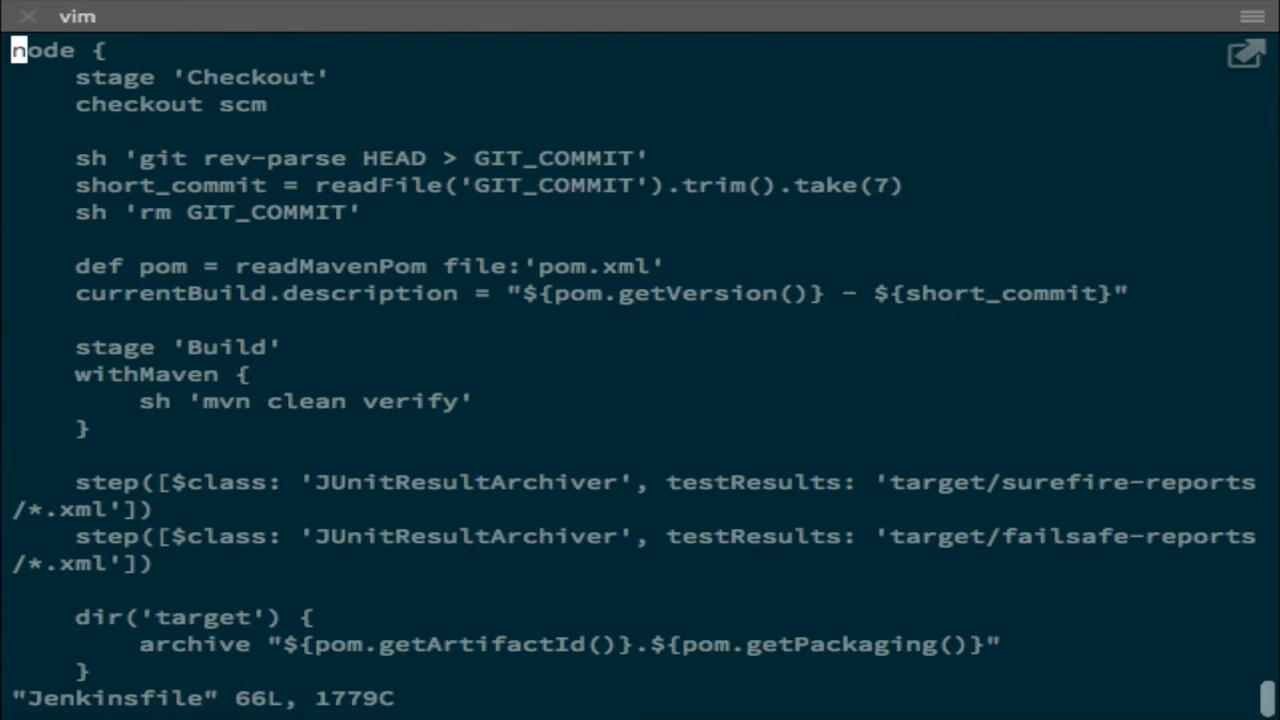 vim
node {
    stage 'Checkout'
    checkout scm

    sh 'git rev-parse HEAD > GIT_COMMIT'
    short_commit = readFile('GIT_COMMIT').trim().take(7)
    sh 'rm GIT_COMMIT'

    def pom = readMavenPom file:'pom.xml'
    currentBuild.description = "${pom.getVersion()} - ${short_commit}"

    stage 'Build'
    withMaven {
        sh 'mvn clean verify'
    }

    step([$class: 'JUnitResultArchiver', testResults: 'target/surefire-reports
/*.xml'])
    step([$class: 'JUnitResultArchiver', testResults: 'target/failsafe-reports
/*.xml'])

    dir('target') {
        archive "${pom.getArtifactId()}.${pom.getPackaging()}"
    }
"Jenkinsfile" 66L, 1779C